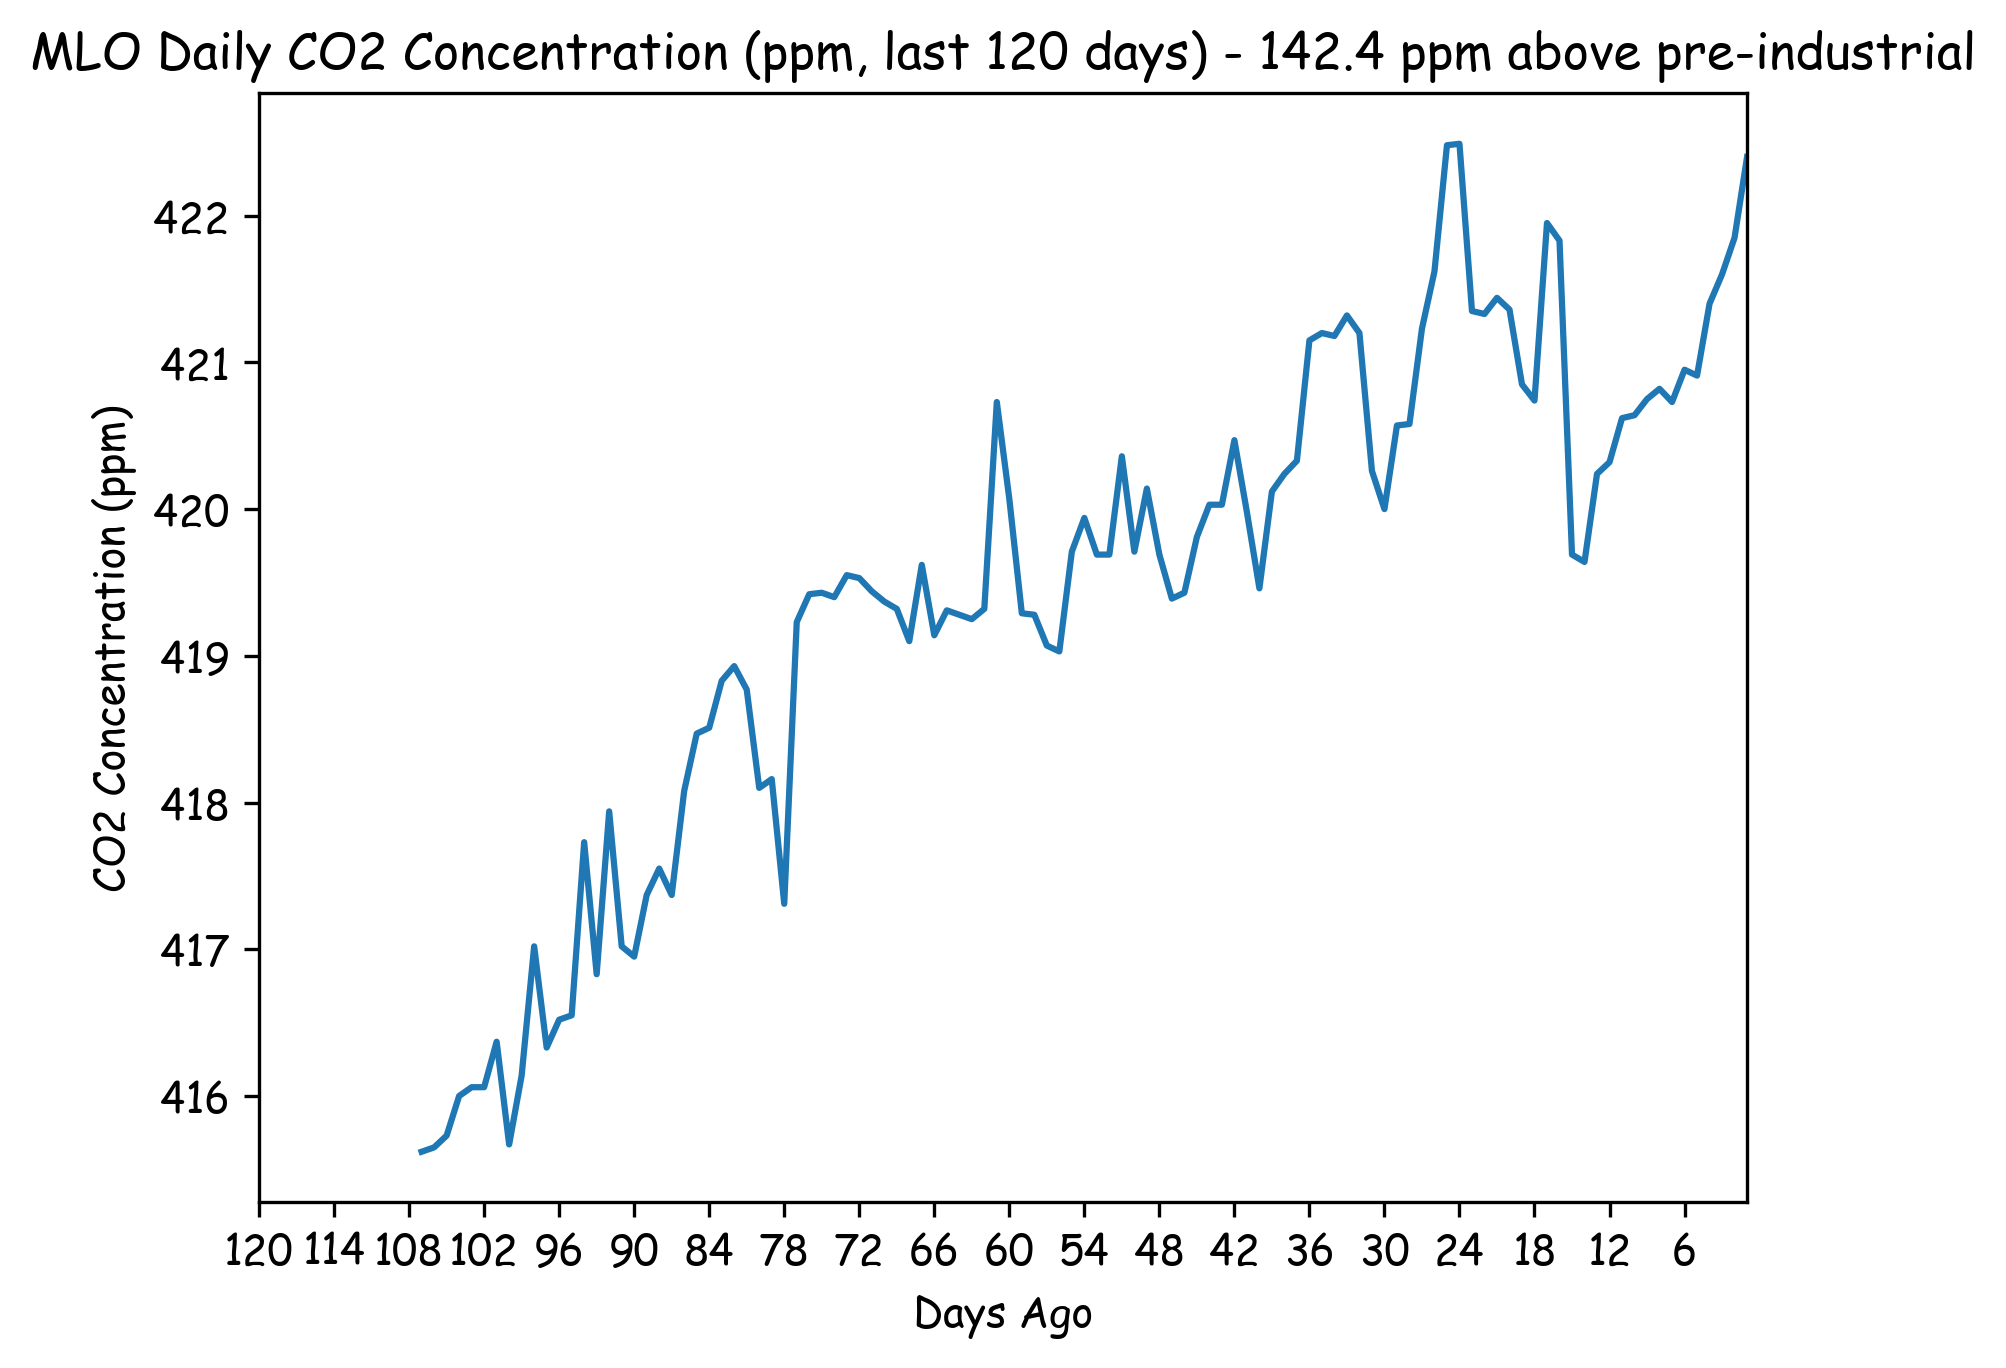 MLO Daily CO2 Concentration (ppm, last 120 days) - 142.4 ppm above pre-industrial
422
421
420
419
418
417
416
CO2 Concentration (ppm)
120 114 108 102 96 90 84 78 72 66 60 54 48 42 36 30 24 18 12 6
Days Ago